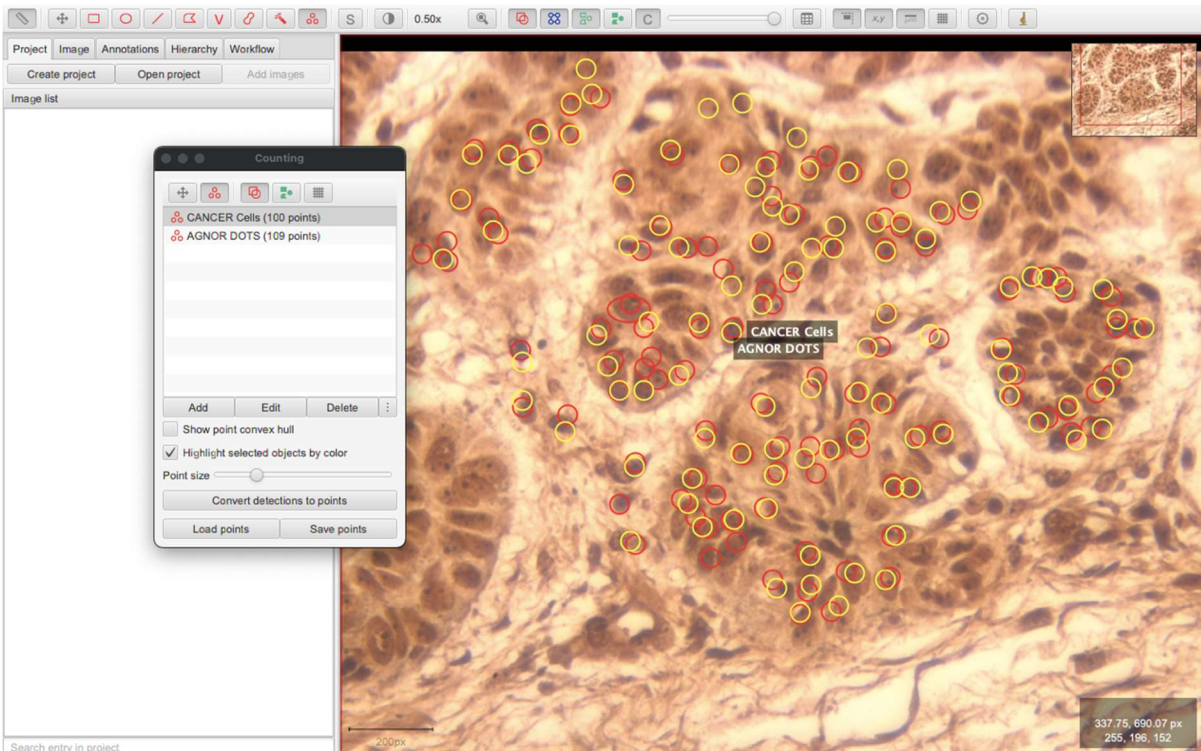 S
0.50x
C
x,y
Project Image Annotations Hierarchy Workflow
Create project Open project Add images
Image list
Counting
CANCER Cells (100 points)
AGNOR DOTS (109 points)
Add Edit Delete
Show point convex hull
Highlight selected objects by color
Point size
Convert detections to points
Load points Save points
CANCER Cells
AGNOR DOTS
200px
337.75, 690.07 px
255, 196, 152
Search entry in project